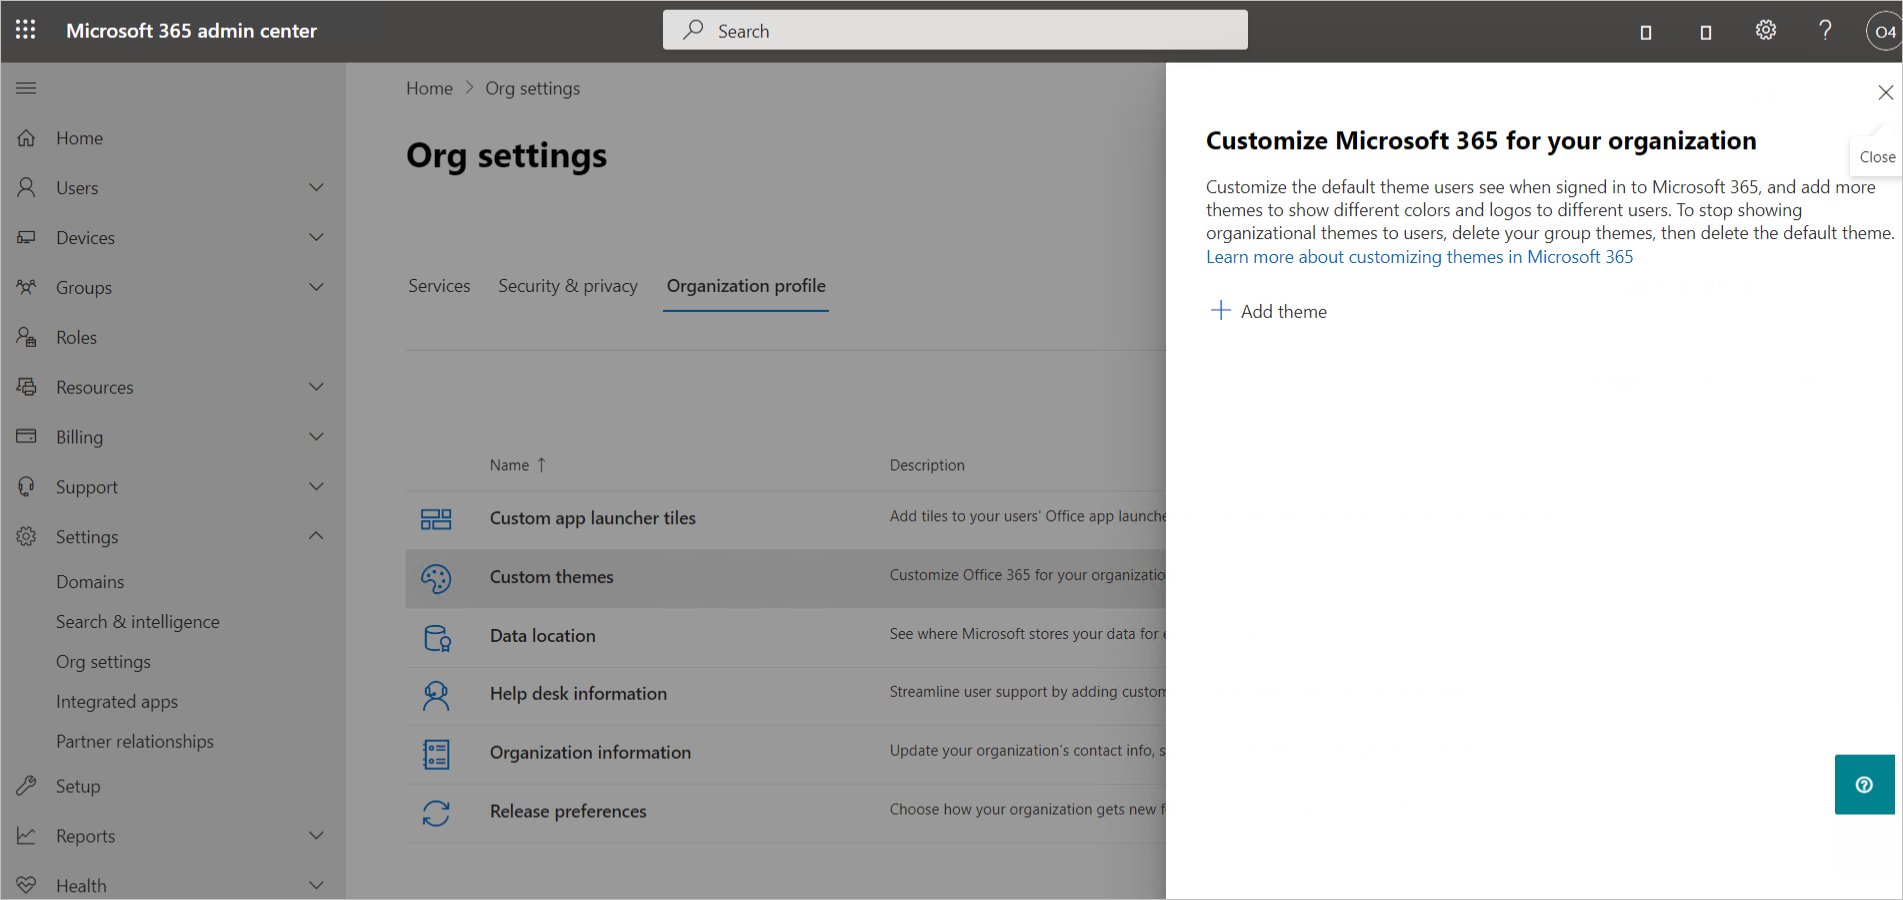 Microsoft 365 admin center
Search
O4
Home
Users
Devices
Groups
Roles
Resources
Billing
Support
Settings
Domains
Search & intelligence
Org settings
Integrated apps
Partner relationships
Setup
Reports
Health
Home > Org settings
Org settings
Services Security & privacy Organization profile
Name ↑ Description
Custom app launcher tiles Add tiles to your users' Office app launche
Custom themes Customize Office 365 for your organizatio
Data location See where Microsoft stores your data for e
Help desk information Streamline user support by adding custom
Organization information Update your organization's contact info, s
Release preferences Choose how your organization gets new f
Close
Customize Microsoft 365 for your organization
Customize the default theme users see when signed in to Microsoft 365, and add more
themes to show different colors and logos to different users. To stop showing
organizational themes to users, delete your group themes, then delete the default theme.
Learn more about customizing themes in Microsoft 365
Add theme